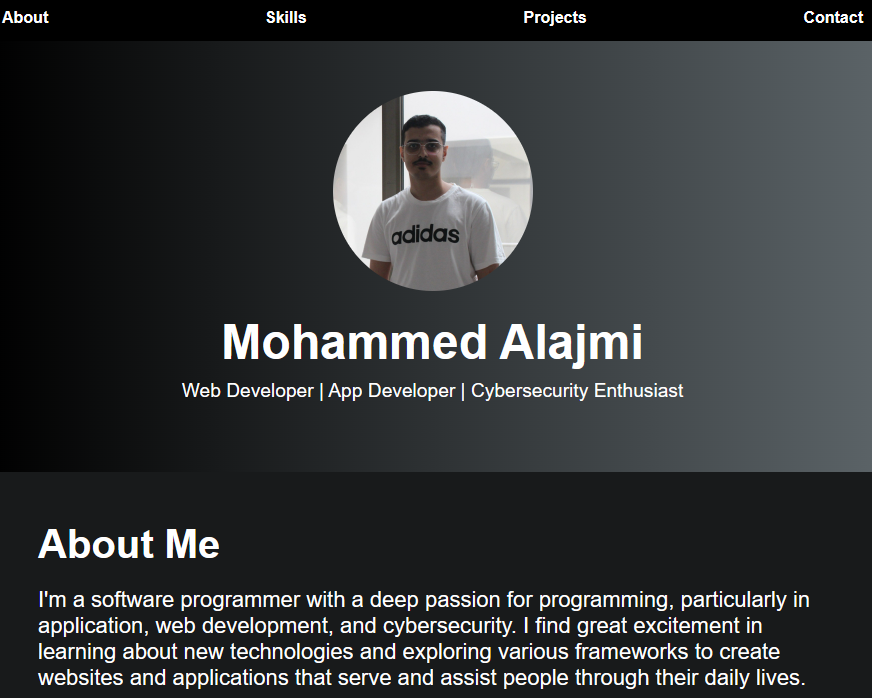 About Skills Projects Contact
adidas
Mohammed Alajmi
Web Developer | App Developer | Cybersecurity Enthusiast
About Me
I'm a software programmer with a deep passion for programming, particularly in
application, web development, and cybersecurity. I find great excitement in
learning about new technologies and exploring various frameworks to create
websites and applications that serve and assist people through their daily lives.